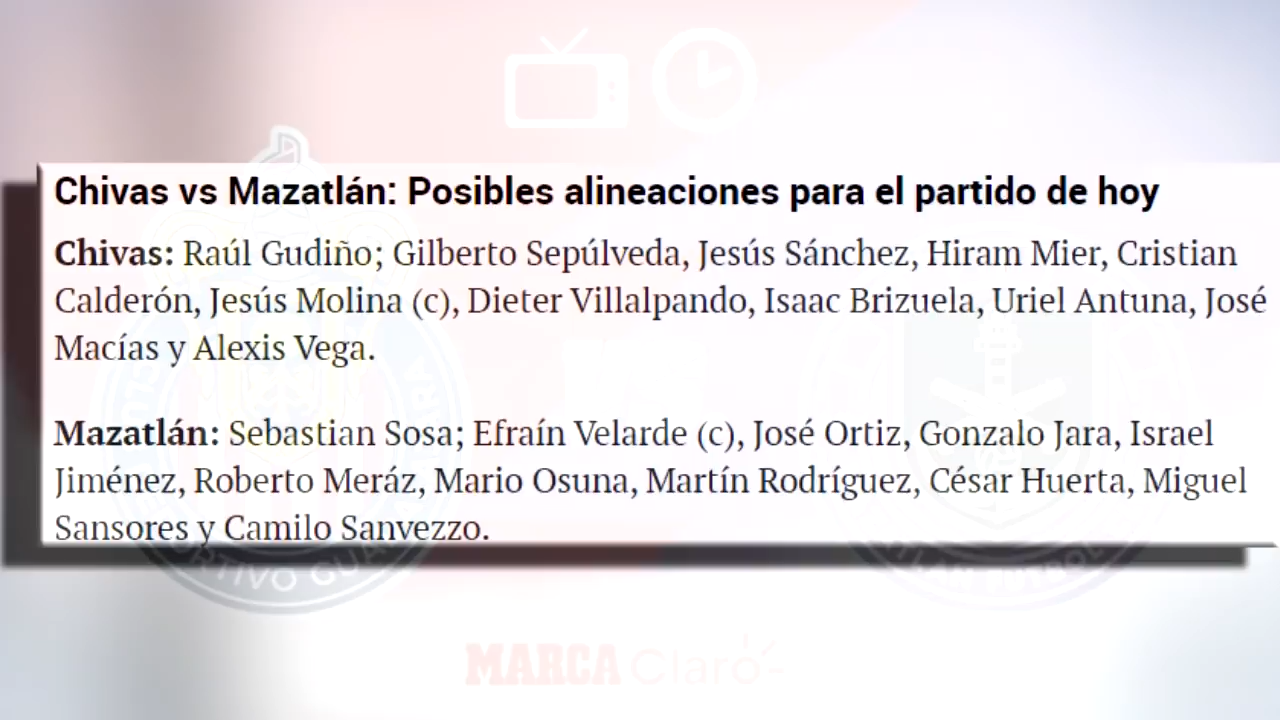 Chivas vs Mazatlán: Posibles alineaciones para el partido de hoy
Chivas: Raúl Gudiño; Gilberto Sepúlveda, Jesús Sánchez, Hiram Mier, Cristian
Calderón, Jesús Molina (c), Dieter Villalpando, Isaac Brizuela, Uriel Antuna, José
Macías y Alexis Vega.
Mazatlán: Sebastian Sosa; Efraín Velarde (c), José Ortiz, Gonzalo Jara, Israel
Jiménez, Roberto Meráz, Mario Osuna, Martín Rodríguez, César Huerta, Miguel
Sansores y Camilo Sanvezzo.
MARCA Claro